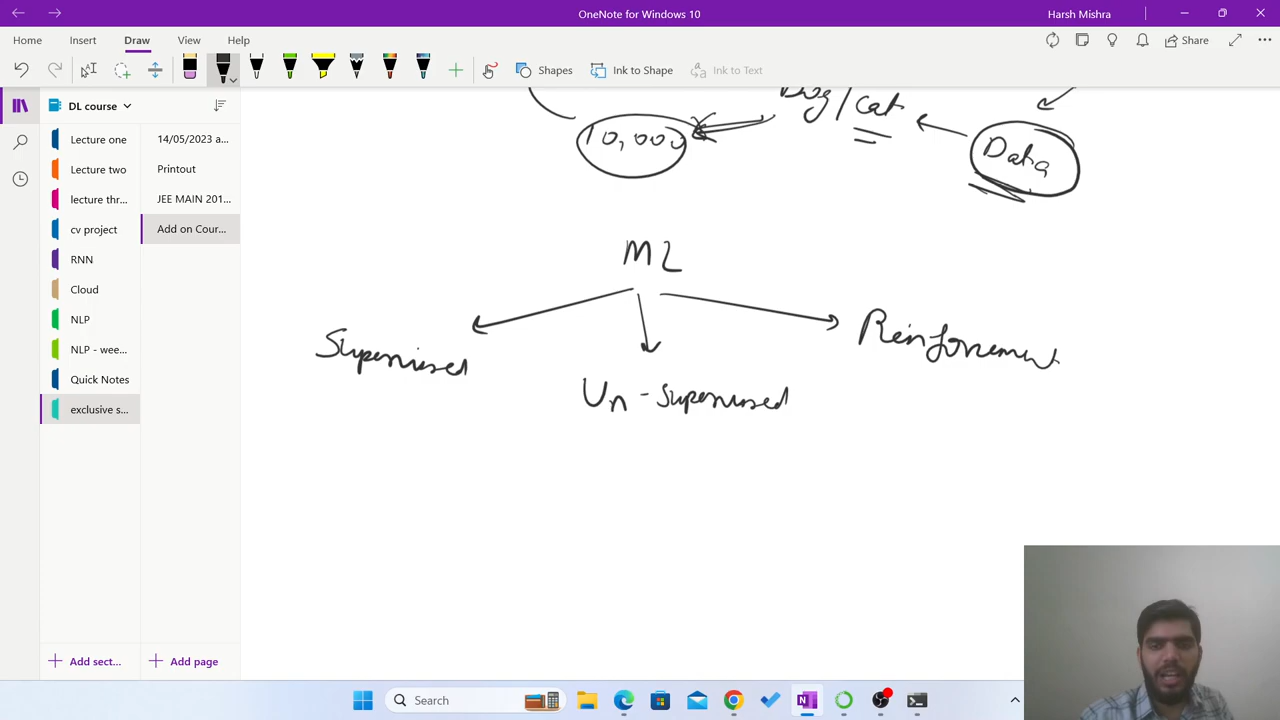 OneNote for Windows 10
Harsh Mishra
Home Insert Draw View Help
Share
Shapes Ink to Shape Ink to Text
DL course
Lecture one
Lecture two
lecture thr...
cv project
RNN
Cloud
NLP
NLP - wee...
Quick Notes
exclusive s...
14/05/2023 a...
Printout
JEE MAIN 201...
Add on Cour...
Dog/cat
10,000
Data
ML
Supervised
Un-Supervised
Reinforcement
Add sect...
Add page
Search